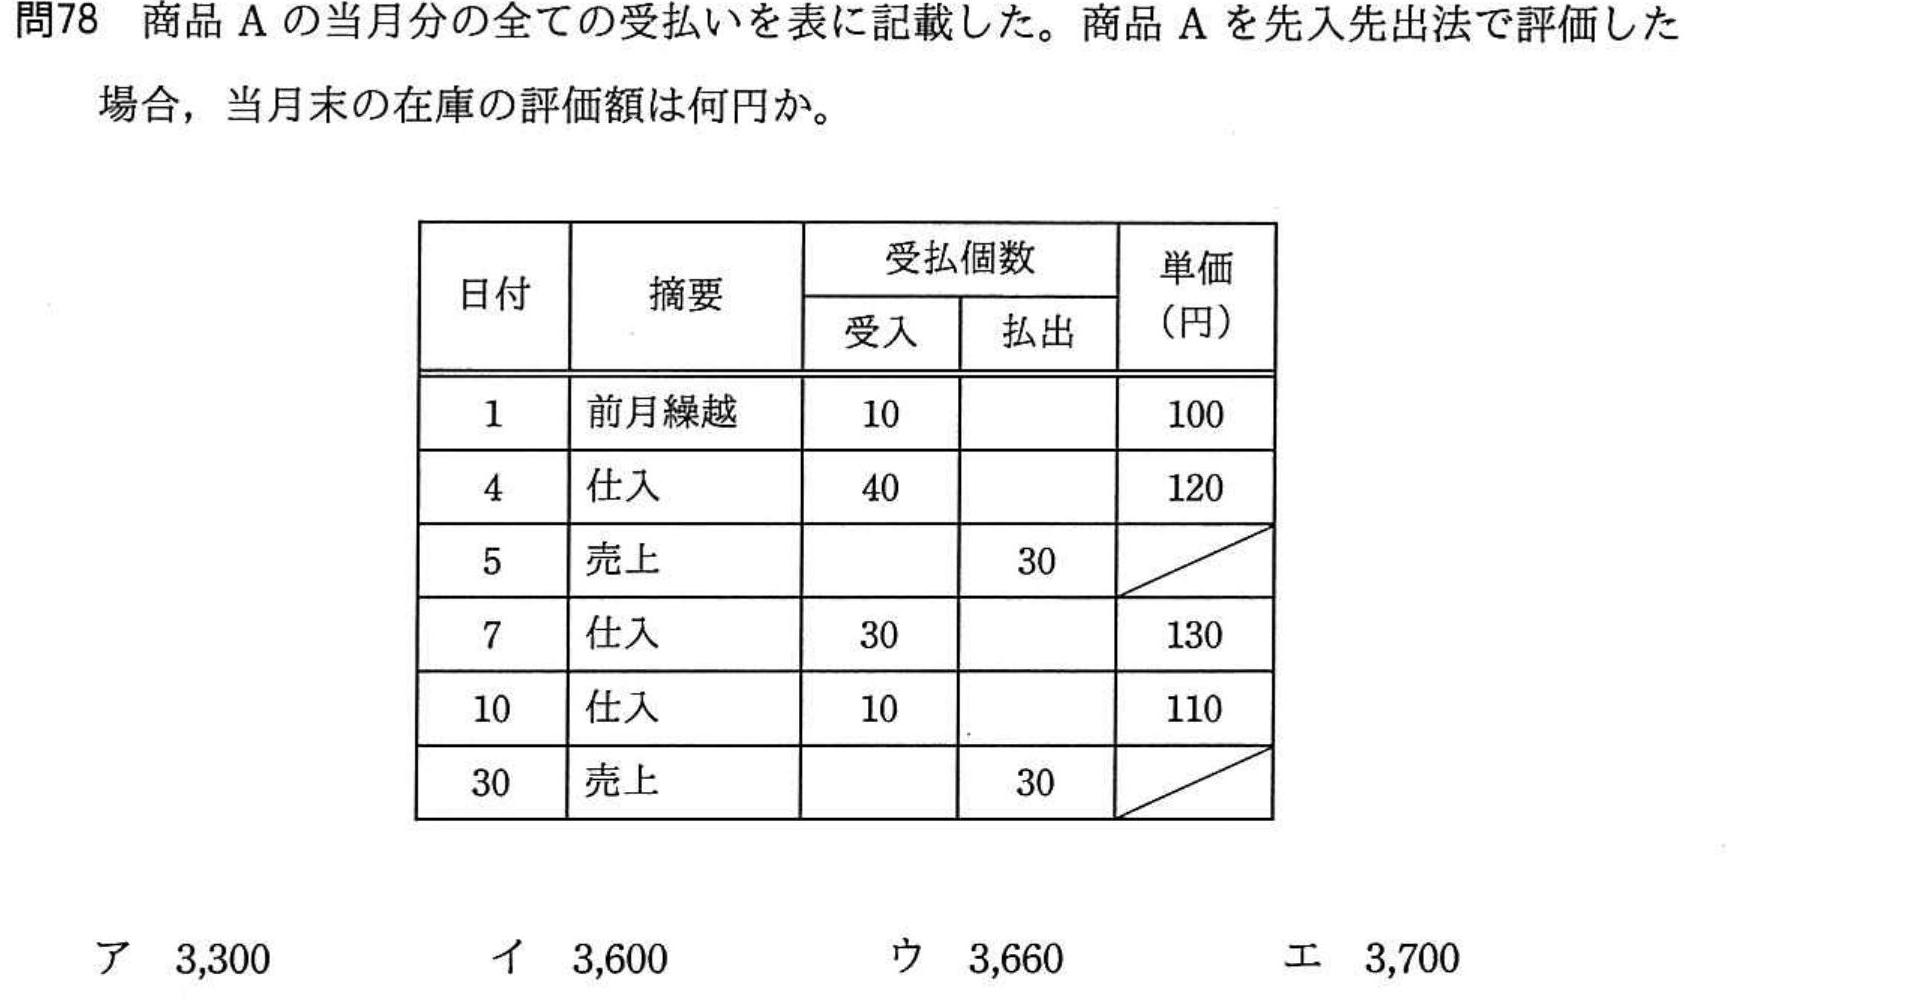 問78 商品 A の当月分の全ての受払いを表に記載した。商品 A を先入先出法で評価した
場合，当月末の在庫の評価額は何円か。
日付 摘要 受払個数 単価（円）
受入 払出
1 前月繰越 10 100
4 仕入 40 120
5 売上 30
7 仕入 30 130
10 仕入 10 110
30 売上 30
ア 3,300 イ 3,600 ウ 3,660 エ 3,700